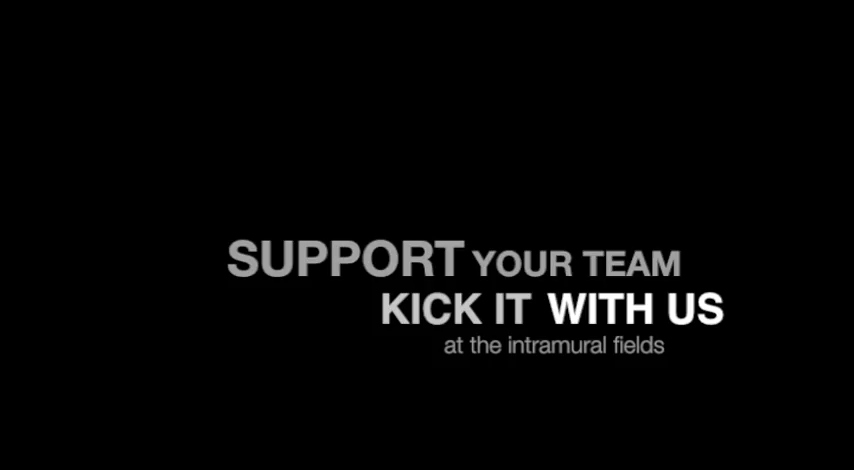 SUPPORT YOUR TEAM
KICK IT WITH US
at the intramural fields